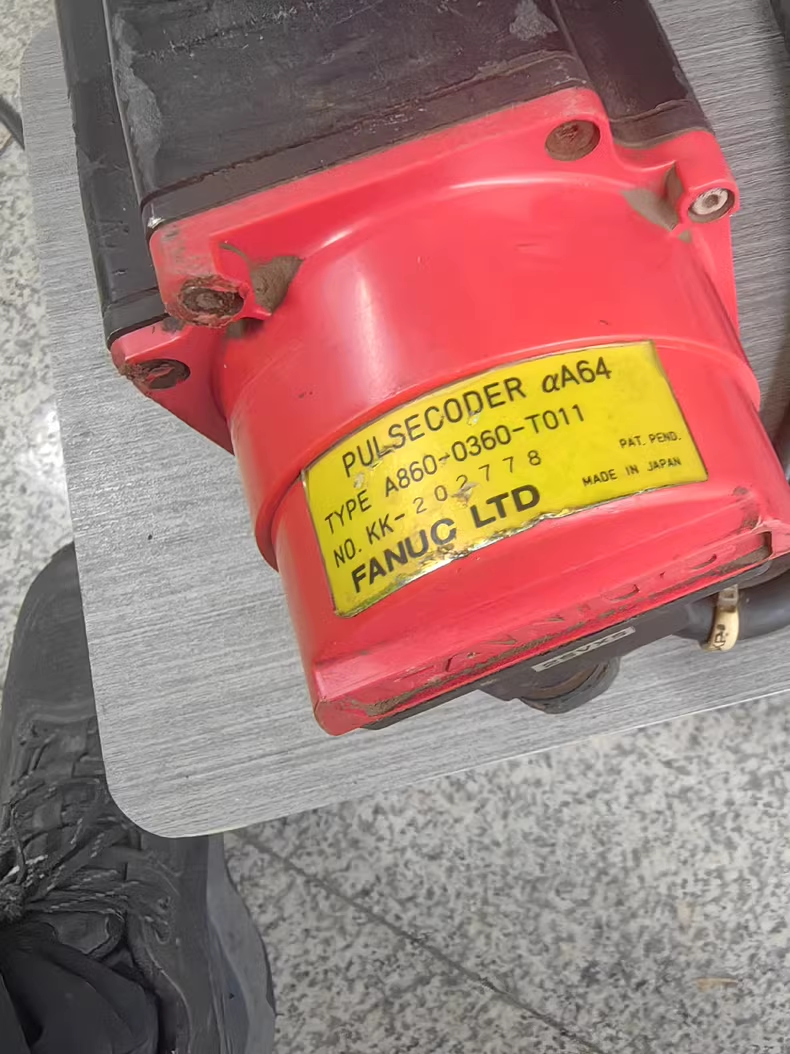 PULSECODER αA64
TYPE A860-0360-T011
NO. KK-202778
PAT. PEND.
FANUC LTD
MADE IN JAPAN